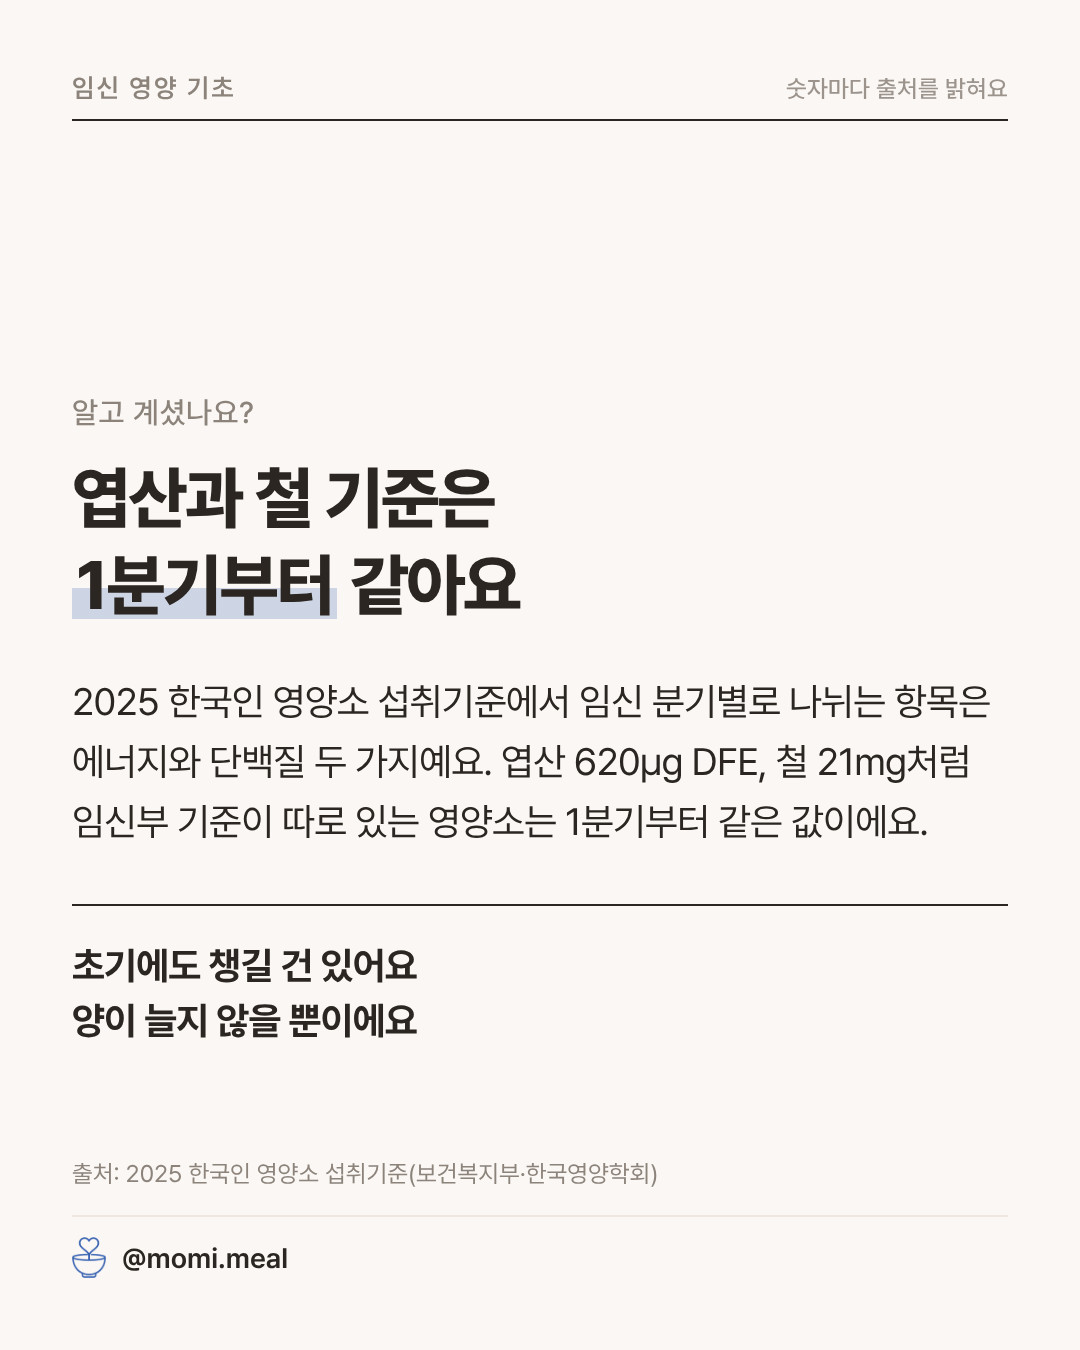 임신 영양 기초
숫자마다 출처를 밝혀요
알고 계셨나요?
엽산과 철 기준은
1분기부터 같아요
2025 한국인 영양소 섭취기준에서 임신 분기별로 나뉘는 항목은
에너지와 단백질 두 가지예요. 엽산 620µg DFE, 철 21mg처럼
임신부 기준이 따로 있는 영양소는 1분기부터 같은 값이에요.
초기에도 챙길 건 있어요
양이 늘지 않을 뿐이에요
출처: 2025 한국인 영양소 섭취기준(보건복지부·한국영양학회)
@momi.meal